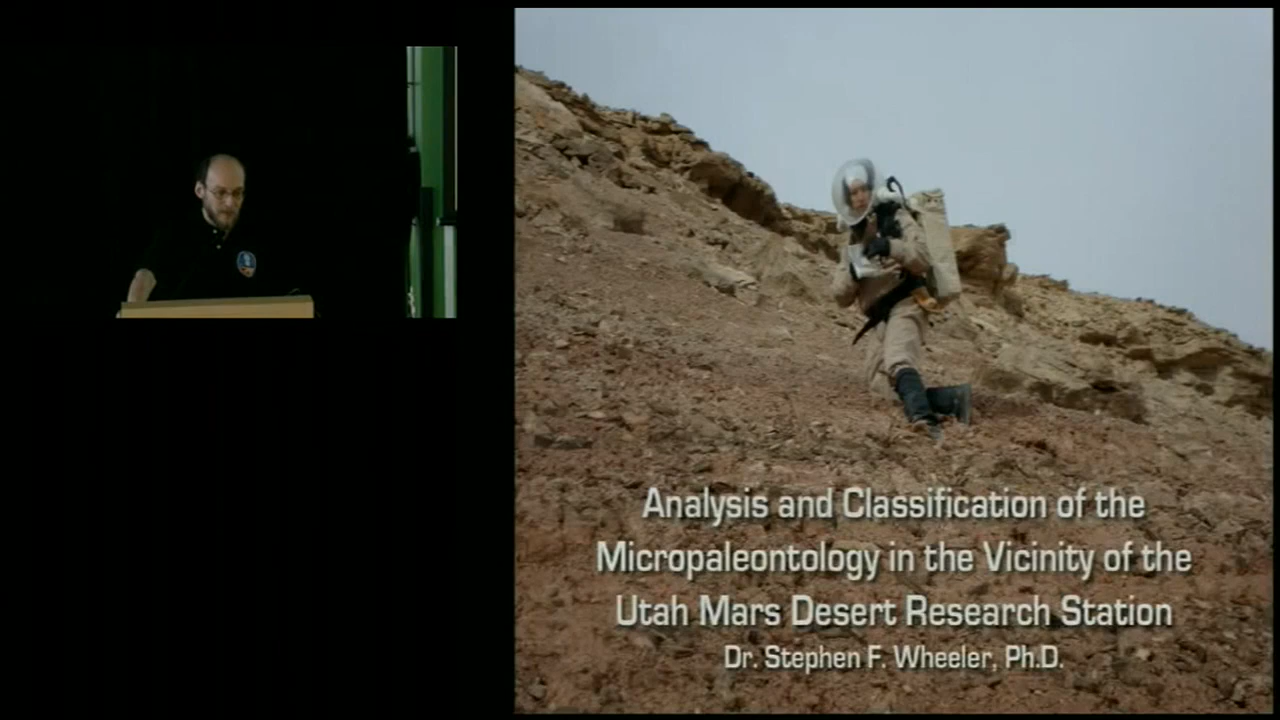 Analysis and Classification of the
Micropaleontology in the Vicinity of the
Utah Mars Desert Research Station
Dr. Stephen F. Wheeler, Ph.D.